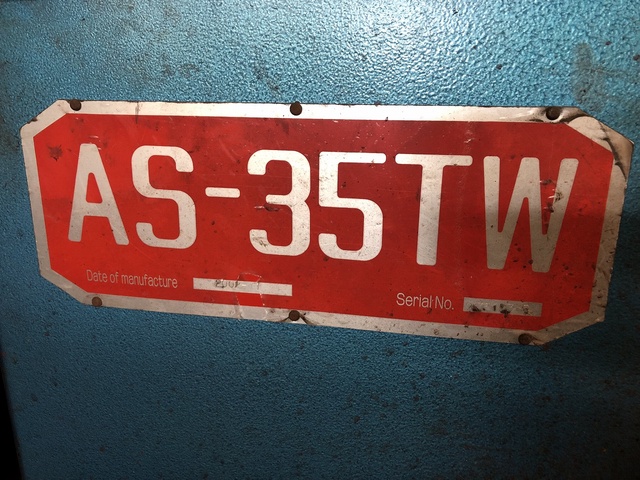 AS-35TW
Date of manufacture
Serial No.